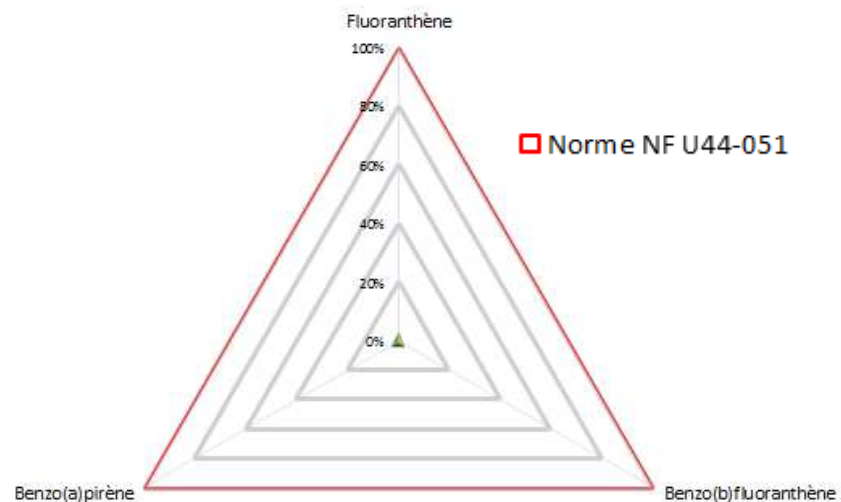 Fluoranthène
100%
80%
Norme NF U44-051
60%
40%
20%
0%
Benzo(a)pirène
Benzo(b)fluoranthène